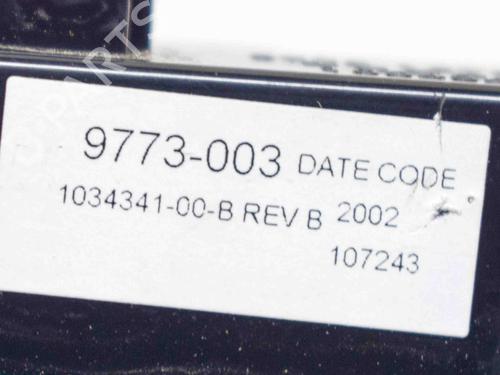 9773-003 DATE CODE
1034341-00-B REV B 2002
107243